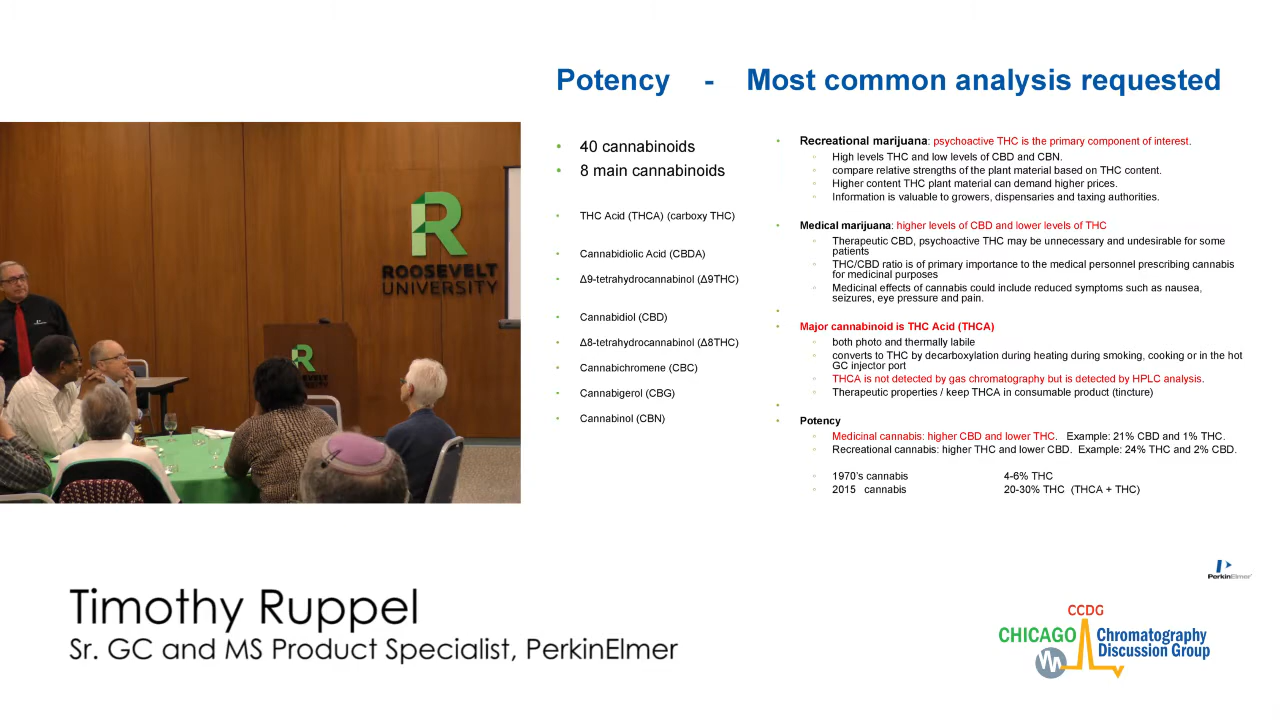 Potency - Most common analysis requested
• 40 cannabinoids
• 8 main cannabinoids
• THC Acid (THCA) (carboxy THC)
• Cannabidiolic Acid (CBDA)
• Δ9-tetrahydrocannabinol (Δ9THC)
• Cannabidiol (CBD)
• Δ8-tetrahydrocannabinol (Δ8THC)
• Cannabichromene (CBC)
• Cannabigerol (CBG)
• Cannabinol (CBN)
• Recreational marijuana: psychoactive THC is the primary component of interest.
▫ High levels THC and low levels of CBD and CBN.
▫ compare relative strengths of the plant material based on THC content.
▫ Higher content THC plant material can demand higher prices.
▫ Information is valuable to growers, dispensaries and taxing authorities.
• Medical marijuana: higher levels of CBD and lower levels of THC
▫ Therapeutic CBD, psychoactive THC may be unnecessary and undesirable for some
patients
▫ THC/CBD ratio is of primary importance to the medical personnel prescribing cannabis
for medicinal purposes
▫ Medicinal effects of cannabis could include reduced symptoms such as nausea,
seizures, eye pressure and pain.
•
• Major cannabinoid is THC Acid (THCA)
▫ both photo and thermally labile
▫ converts to THC by decarboxylation during heating during smoking, cooking or in the hot
GC injector port
▫ THCA is not detected by gas chromatography but is detected by HPLC analysis.
▫ Therapeutic properties / keep THCA in consumable product (tincture)
•
• Potency
▫ Medicinal cannabis: higher CBD and lower THC. Example: 21% CBD and 1% THC.
▫ Recreational cannabis: higher THC and lower CBD. Example: 24% THC and 2% CBD.
▫ 1970's cannabis 4-6% THC
▫ 2015 cannabis 20-30% THC (THCA + THC)
R
ROOSEVELT
UNIVERSITY
R
ROOSEVELT
UNIVERSITY
PerkinElmer
Timothy Ruppel
Sr. GC and MS Product Specialist, PerkinElmer
CCDG
CHICAGO Chromatography
Discussion Group